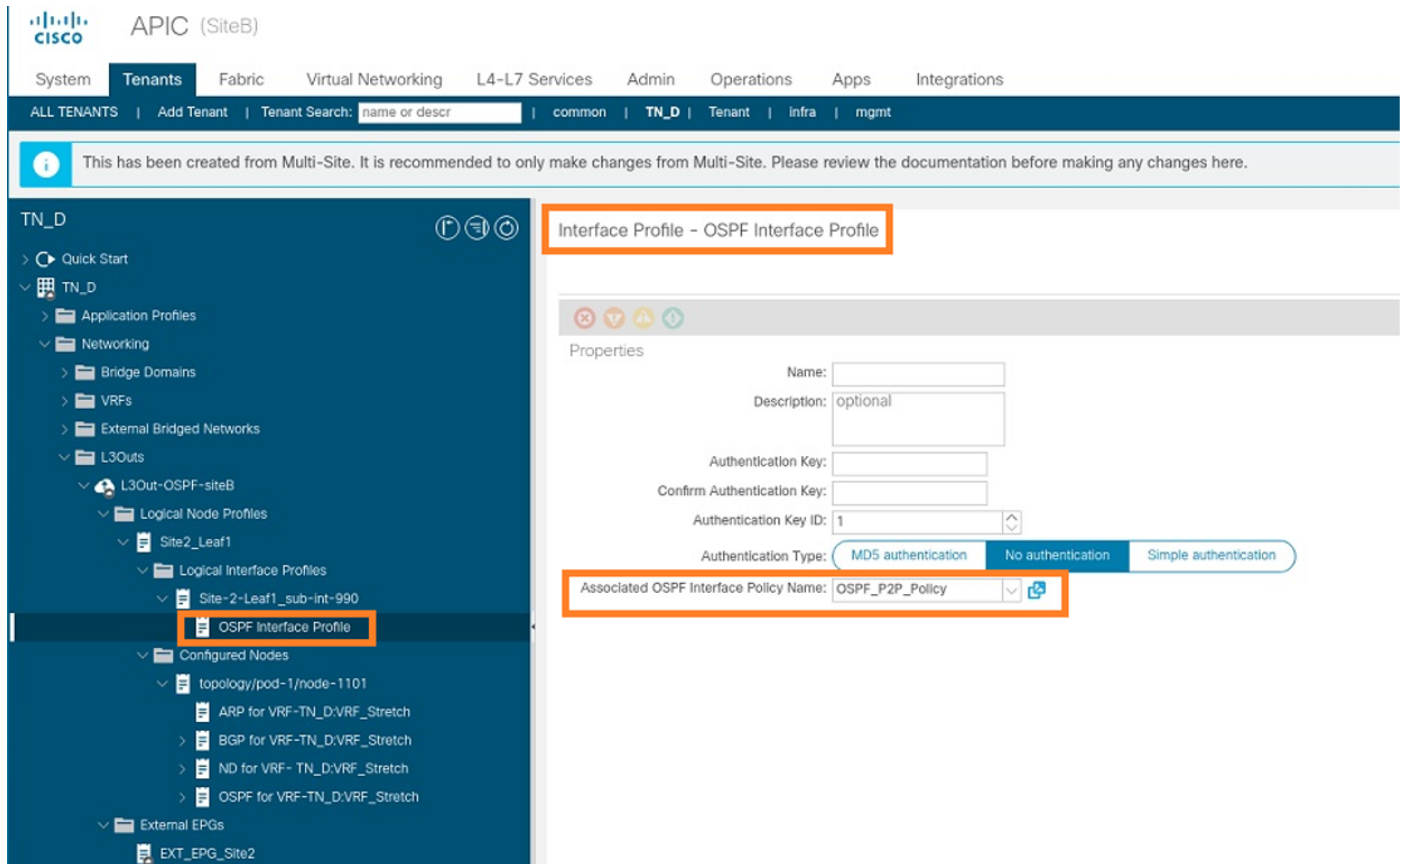 CISCO APIC (SiteB)
System Tenants Fabric Virtual Networking L4-L7 Services Admin Operations Apps Integrations
ALL TENANTS | Add Tenant | Tenant Search: name or descr | common | TN_D | Tenant | infra | mgmt
i This has been created from Multi-Site. It is recommended to only make changes from Multi-Site. Please review the documentation before making any changes here.
TN_D
Quick Start
TN_D
Application Profiles
Networking
Bridge Domains
VRFs
External Bridged Networks
L3Outs
L3Out-OSPF-siteB
Logical Node Profiles
Site2_Leaf1
Logical Interface Profiles
Site-2-Leaf1_sub-int-990
OSPF Interface Profile
Configured Nodes
topology/pod-1/node-1101
ARP for VRF-TN_D:VRF_Stretch
BGP for VRF-TN_D:VRF_Stretch
ND for VRF- TN_D:VRF_Stretch
OSPF for VRF-TN_D:VRF_Stretch
External EPGs
EXT_EPG_Site2
Interface Profile - OSPF Interface Profile
Properties
Name:
Description: optional
Authentication Key:
Confirm Authentication Key:
Authentication Key ID: 1
Authentication Type: MD5 authentication No authentication Simple authentication
Associated OSPF Interface Policy Name: OSPF_P2P_Policy